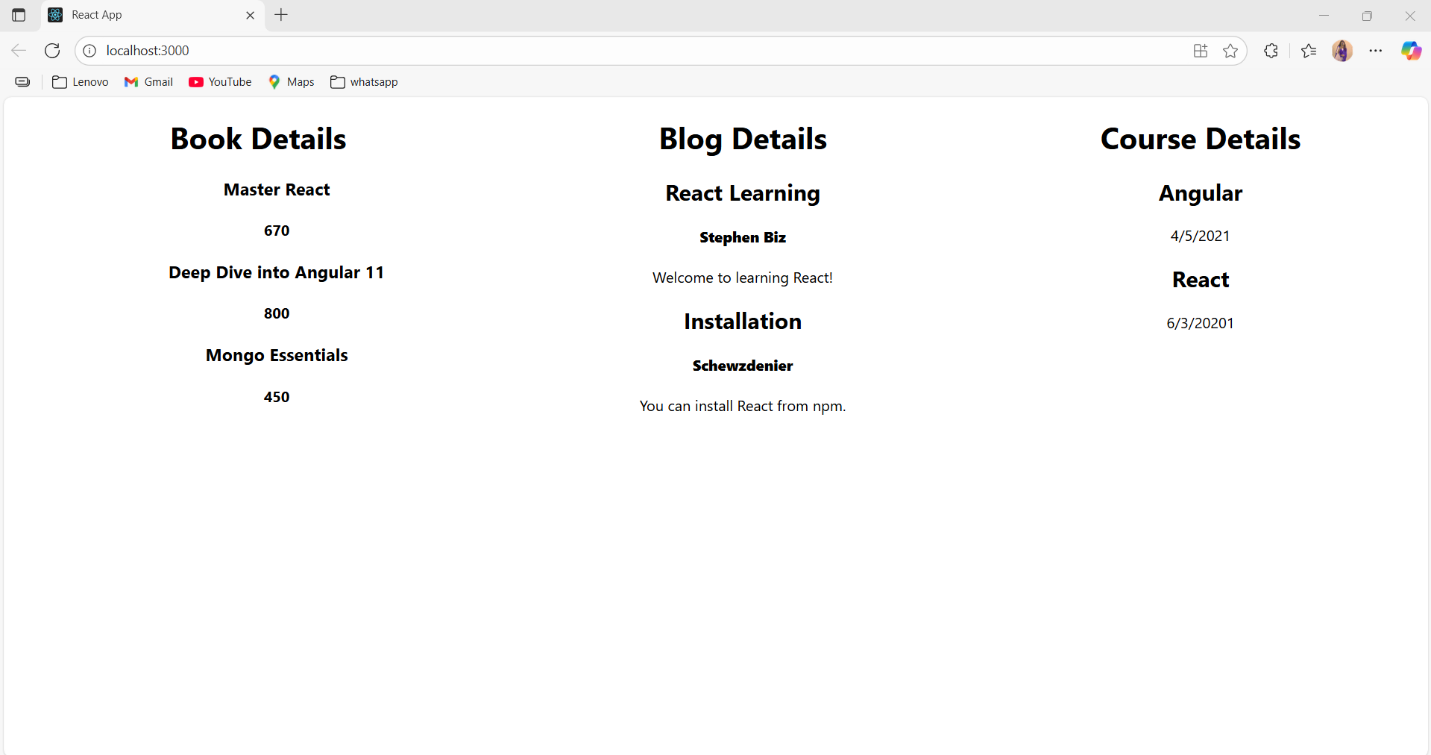 React App
localhost:3000
Lenovo Gmail YouTube Maps whatsapp
Book Details
Master React
670
Deep Dive into Angular 11
800
Mongo Essentials
450
Blog Details
React Learning
Stephen Biz
Welcome to learning React!
Installation
Schewzdenier
You can install React from npm.
Course Details
Angular
4/5/2021
React
6/3/20201